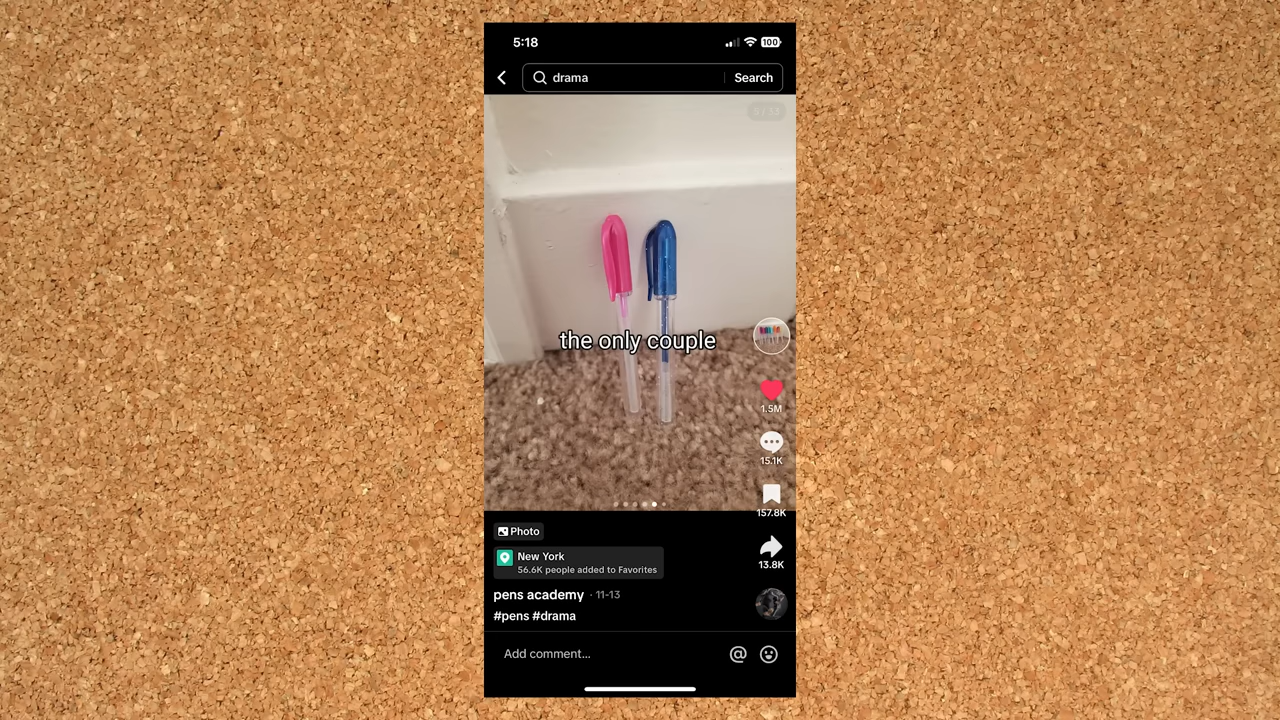 5:18
100
drama
Search
the only couple
1.5M
15.1K
157.8K
13.8K
Photo
New York
56.6K people added to Favorites
pens academy · 11-13
#pens #drama
Add comment...
@